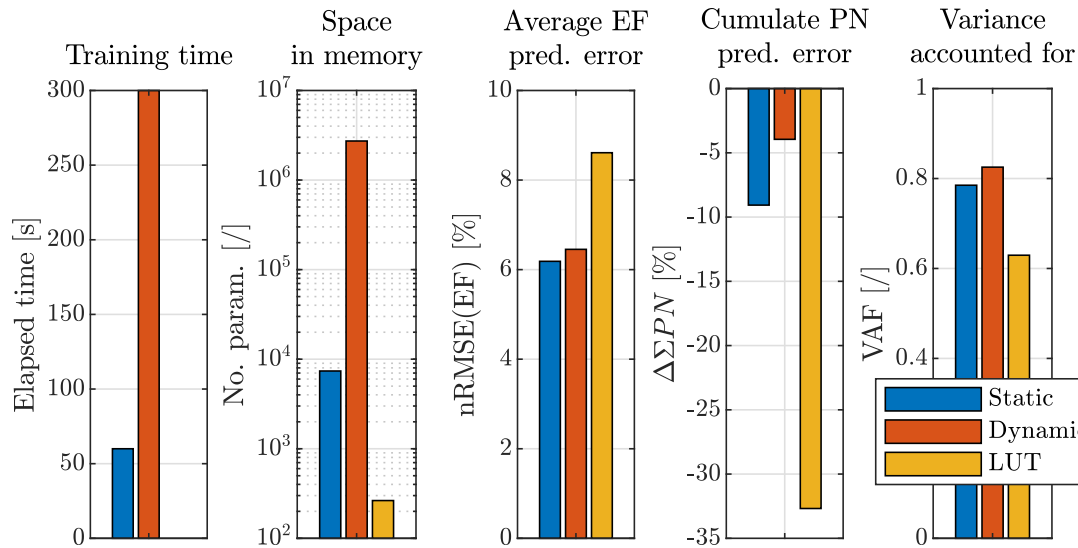 Training time
Elapsed time [s]
300
250
200
150
100
50
0
Space
in memory
No. param. [/]
10^7
10^6
10^5
10^4
10^3
10^2
Average EF
pred. error
nRMSE(EF) [%]
10
8
6
4
2
0
Cumulate PN
pred. error
ΔΣPN [%]
0
-5
-10
-15
-20
-25
-30
-35
Variance
accounted for
VAF [/]
1
0.8
0.6
0.4
0
Static
Dynami
LUT